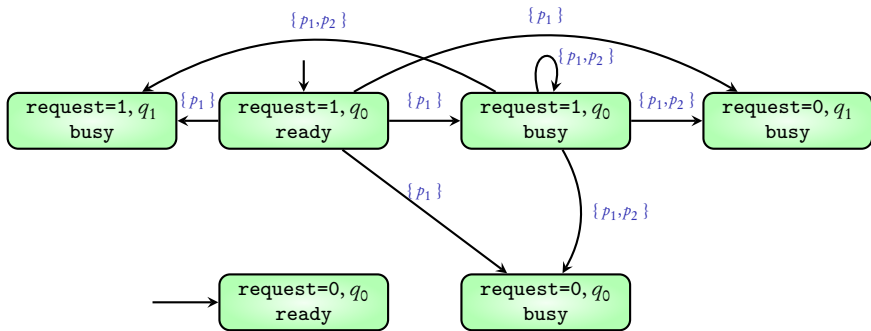 { p₁, p₂ }
{ p₁ }
{ p₁, p₂ }
request=1, q₁
busy
{ p₁ }
request=1, q₀
ready
{ p₁ }
request=1, q₀
busy
{ p₁, p₂ }
request=0, q₁
busy
{ p₁ }
{ p₁, p₂ }
request=0, q₀
ready
request=0, q₀
busy